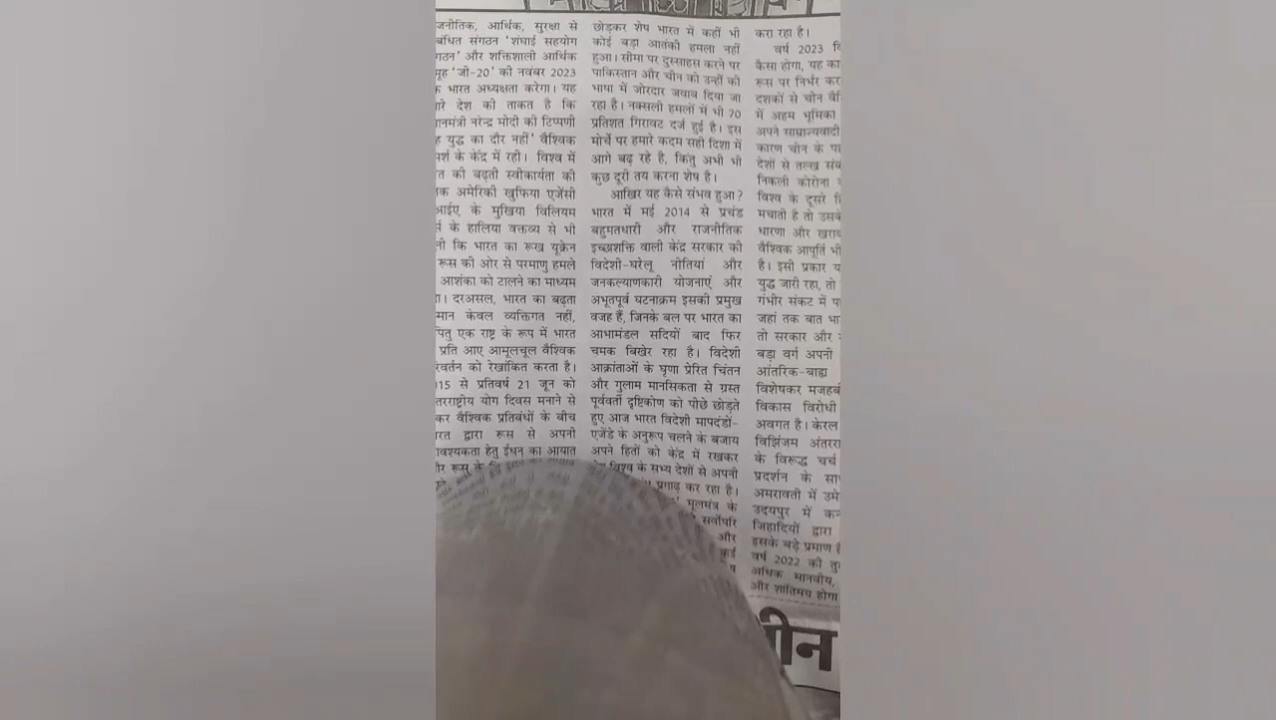 जनीतिक, आर्थिक, सुरक्षा से
बंधित संगठन 'शंघाई सहयोग
गठन' और शक्तिशाली आर्थिक
मूह 'जी-20' की नवंबर 2023
क भारत अध्यक्षता करेगा। यह
ारे देश की ताकत है कि
ानमंत्री नरेन्द्र मोदी की टिप्पणी
ह युद्ध का दौर नहीं' वैश्विक
मर्श के केंद्र में रही। विश्व में
त की बढ़ती स्वीकार्यता की
क अमेरिकी खुफिया एजेंसी
आईए के मुखिया विलियम
र्न के हालिया वक्तव्य से भी
नी कि भारत का रूख यूक्रेन
रूस की ओर से परमाणु हमले
आशंका को टालने का माध्यम
ा। दरअसल, भारत का बढ़ता
मान केवल व्यक्तिगत नहीं,
पितु एक राष्ट्र के रूप में भारत
प्रति आए आमूलचूल वैश्विक
रवर्तन को रेखांकित करता है।
15 से प्रतिवर्ष 21 जून को
तरराष्ट्रीय योग दिवस मनाने से
कर वैश्विक प्रतिबंधों के बीच
रत द्वारा रूस से अपनी
ावश्यकता हेतु ईंधन का आयात
ौर रूस के
छोड़कर शेष भारत में कहीं भी
कोई बड़ा आतंकी हमला नहीं
हुआ। सीमा पर दुस्साहस करने पर
पाकिस्तान और चीन को उन्हीं की
भाषा में जोरदार जवाब दिया जा
रहा है। नक्सली हमलों में भी 70
प्रतिशत गिरावट दर्ज हुई है। इस
मोर्चे पर हमारे कदम सही दिशा में
आगे बढ़ रहे है, किंतु अभी भी
कुछ दूरी तय करना शेष है।
आखिर यह कैसे संभव हुआ?
भारत में मई 2014 से प्रचंड
बहुमतधारी और राजनीतिक
इच्छाशक्ति वाली केंद्र सरकार की
विदेशी-घरेलू नीतियां और
जनकल्याणकारी योजनाएं और
अभूतपूर्व घटनाक्रम इसकी प्रमुख
वजह हैं, जिनके बल पर भारत का
आभामंडल सदियों बाद फिर
चमक बिखेर रहा है। विदेशी
आक्रांताओं के घृणा प्रेरित चिंतन
और गुलाम मानसिकता से ग्रस्त
पूर्ववर्ती दृष्टिकोण को पीछे छोड़ते
हुए आज भारत विदेशी मापदंडों-
एजेंडे के अनुरूप चलने के बजाय
अपने हितों को केंद्र में रखकर
विश्व के सभ्य देशों से अपनी
प्रगाढ़ कर रहा है।
मूलमंत्र के
सर्वोपरि
और
करा रहा है।
वर्ष 2023 वि
कैसा होगा, यह का
रूस पर निर्भर कर
दशकों से चीन वै
में अहम भूमिका
अपने साम्राज्यवादी
कारण चीन के पा
देशों से तल्ख संब
निकली कोरोना
विश्व के दूसरे हि
मचाती है तो उसके
धारणा और खरा
वैश्विक आपूर्ति भी
है। इसी प्रकार य
युद्ध जारी रहा, तो
गंभीर संकट में प
जहां तक बात भा
तो सरकार और
बड़ा वर्ग अपनी
आंतरिक-बाह्य
विशेषकर मजहबी
विकास विरोधी
अवगत है। केरल
विझिंजम अंतररा
के विरूद्ध चर्च
प्रदर्शन के सा
अमरावती में उमे
उदयपुर में कन
जिहादियों द्वारा
इसके बड़े प्रमाण है
वर्ष 2022 की तु
अधिक मानवीय,
और शांतिमय होगा
ीन